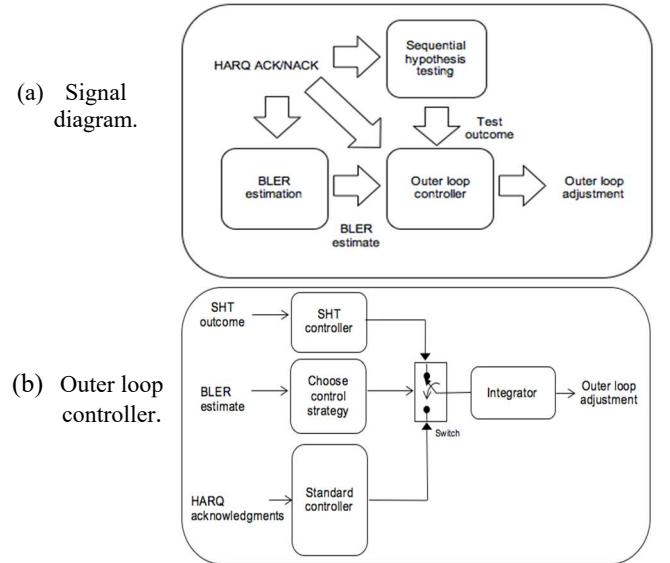 (a) Signal
diagram.
HARQ ACK/NACK
Sequential
hypothesis
testing
Test
outcome
BLER
estimation
BLER
estimate
Outer loop
controller
Outer loop
adjustment
(b) Outer loop
controller.
SHT
outcome
SHT
controller
BLER
estimate
Choose
control
strategy
Switch
Integrator
Outer loop
adjustment
HARQ
acknowledgments
Standard
controller